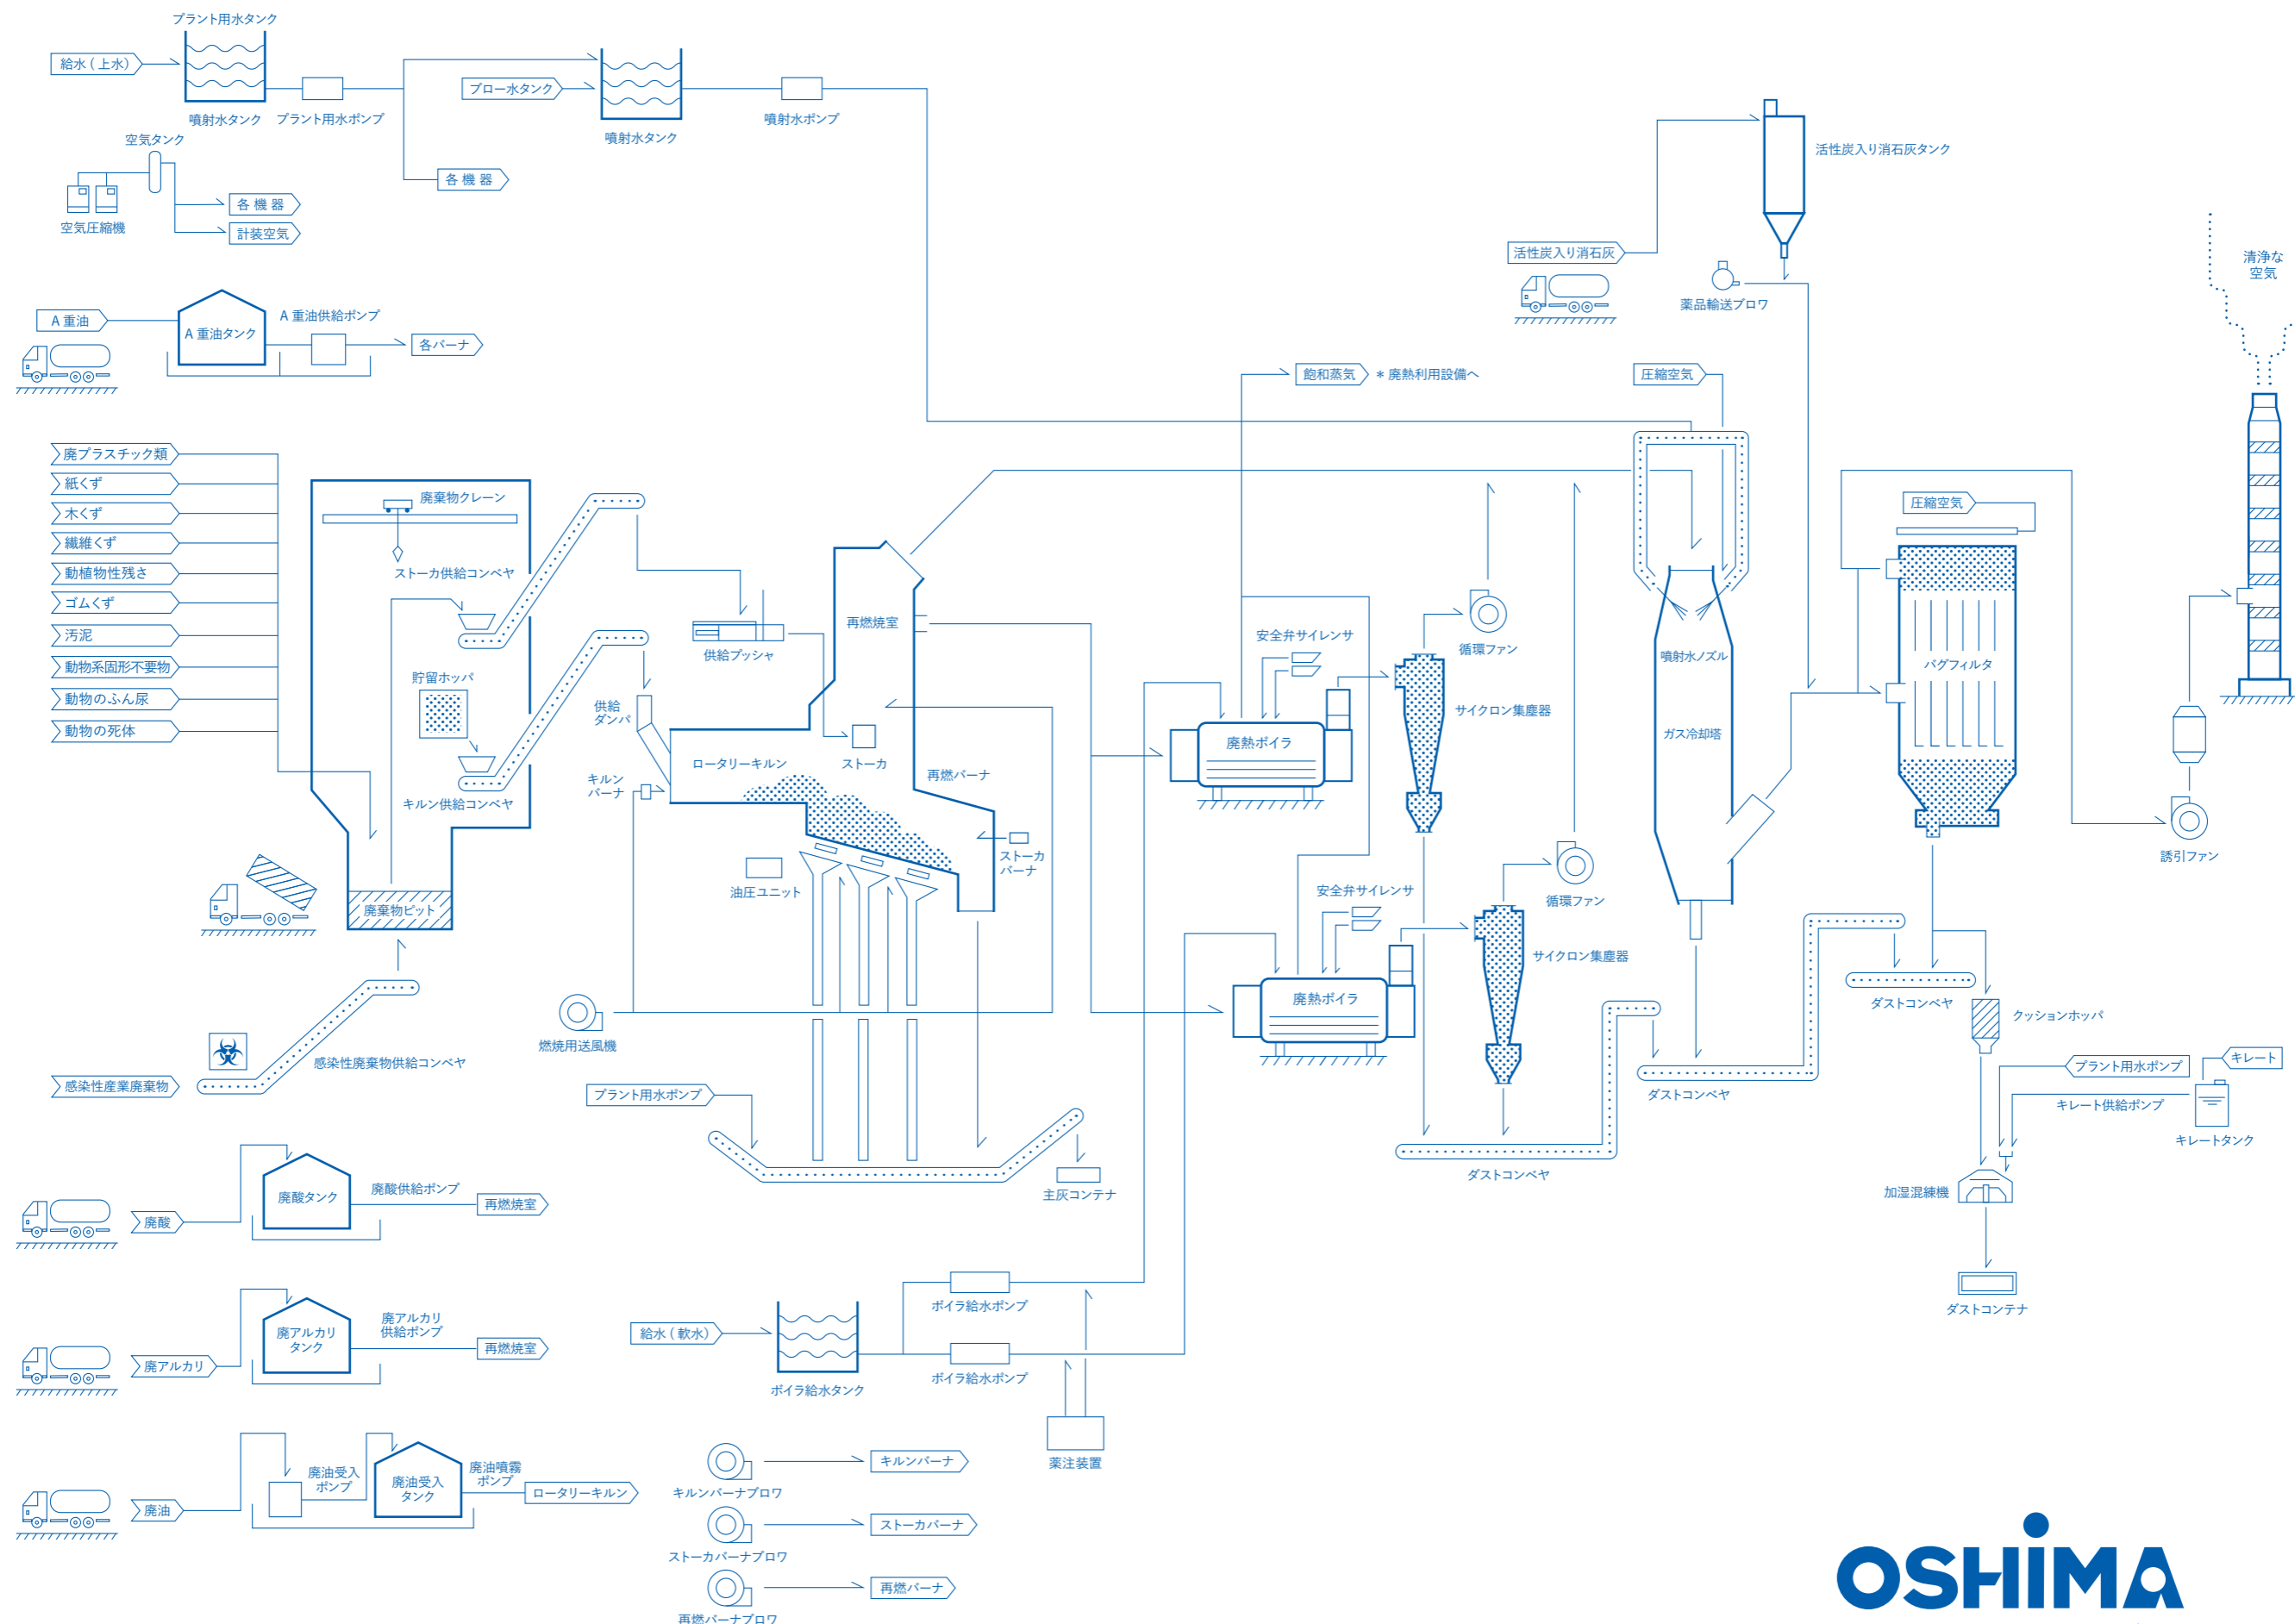 プラント用水タンク
給水 ( 上水)
噴射水タンク
プラント用水ポンプ
ブロー水タンク
噴射水タンク
噴射水ポンプ
各 機 器
空気タンク
空気圧縮機
各 機 器
計装空気
A 重油
A 重油タンク
A 重油供給ポンプ
各バーナ
活性炭入り消石灰タンク
活性炭入り消石灰
薬品輸送ブロワ
清浄な
空気
飽和蒸気
* 廃熱利用設備へ
圧縮空気
圧縮空気
廃プラスチック類
紙くず
木くず
繊維くず
動植物性残さ
ゴムくず
汚泥
動物系固形不要物
動物のふん尿
動物の死体
廃棄物クレーン
ストーカ供給コンベヤ
貯留ホッパ
キルン供給コンベヤ
廃棄物ピット
供給プッシャ
供給
ダンパ
キルン
バーナ
ロータリーキルン
再燃焼室
ストーカ
再燃バーナ
ストーカ
バーナ
油圧ユニット
燃焼用送風機
安全弁サイレンサ
廃熱ボイラ
循環ファン
サイクロン集塵器
安全弁サイレンサ
廃熱ボイラ
循環ファン
サイクロン集塵器
噴射水ノズル
ガス冷却塔
バグフィルタ
誘引ファン
感染性産業廃棄物
感染性廃棄物供給コンベヤ
プラント用水ポンプ
主灰コンテナ
ダストコンベヤ
ダストコンベヤ
ダストコンベヤ
クッションホッパ
プラント用水ポンプ
キレート
キレート供給ポンプ
キレートタンク
加湿混練機
ダストコンテナ
廃酸
廃酸タンク
廃酸供給ポンプ
再燃焼室
廃アルカリ
廃アルカリ
タンク
廃アルカリ
供給ポンプ
再燃焼室
廃油
廃油受入
ポンプ
廃油受入
タンク
廃油噴霧
ポンプ
ロータリーキルン
給水 ( 軟水)
ボイラ給水タンク
ボイラ給水ポンプ
ボイラ給水ポンプ
薬注装置
キルンバーナブロワ
キルンバーナ
ストーカバーナブロワ
ストーカバーナ
再燃バーナブロワ
再燃バーナ
OSHIMA